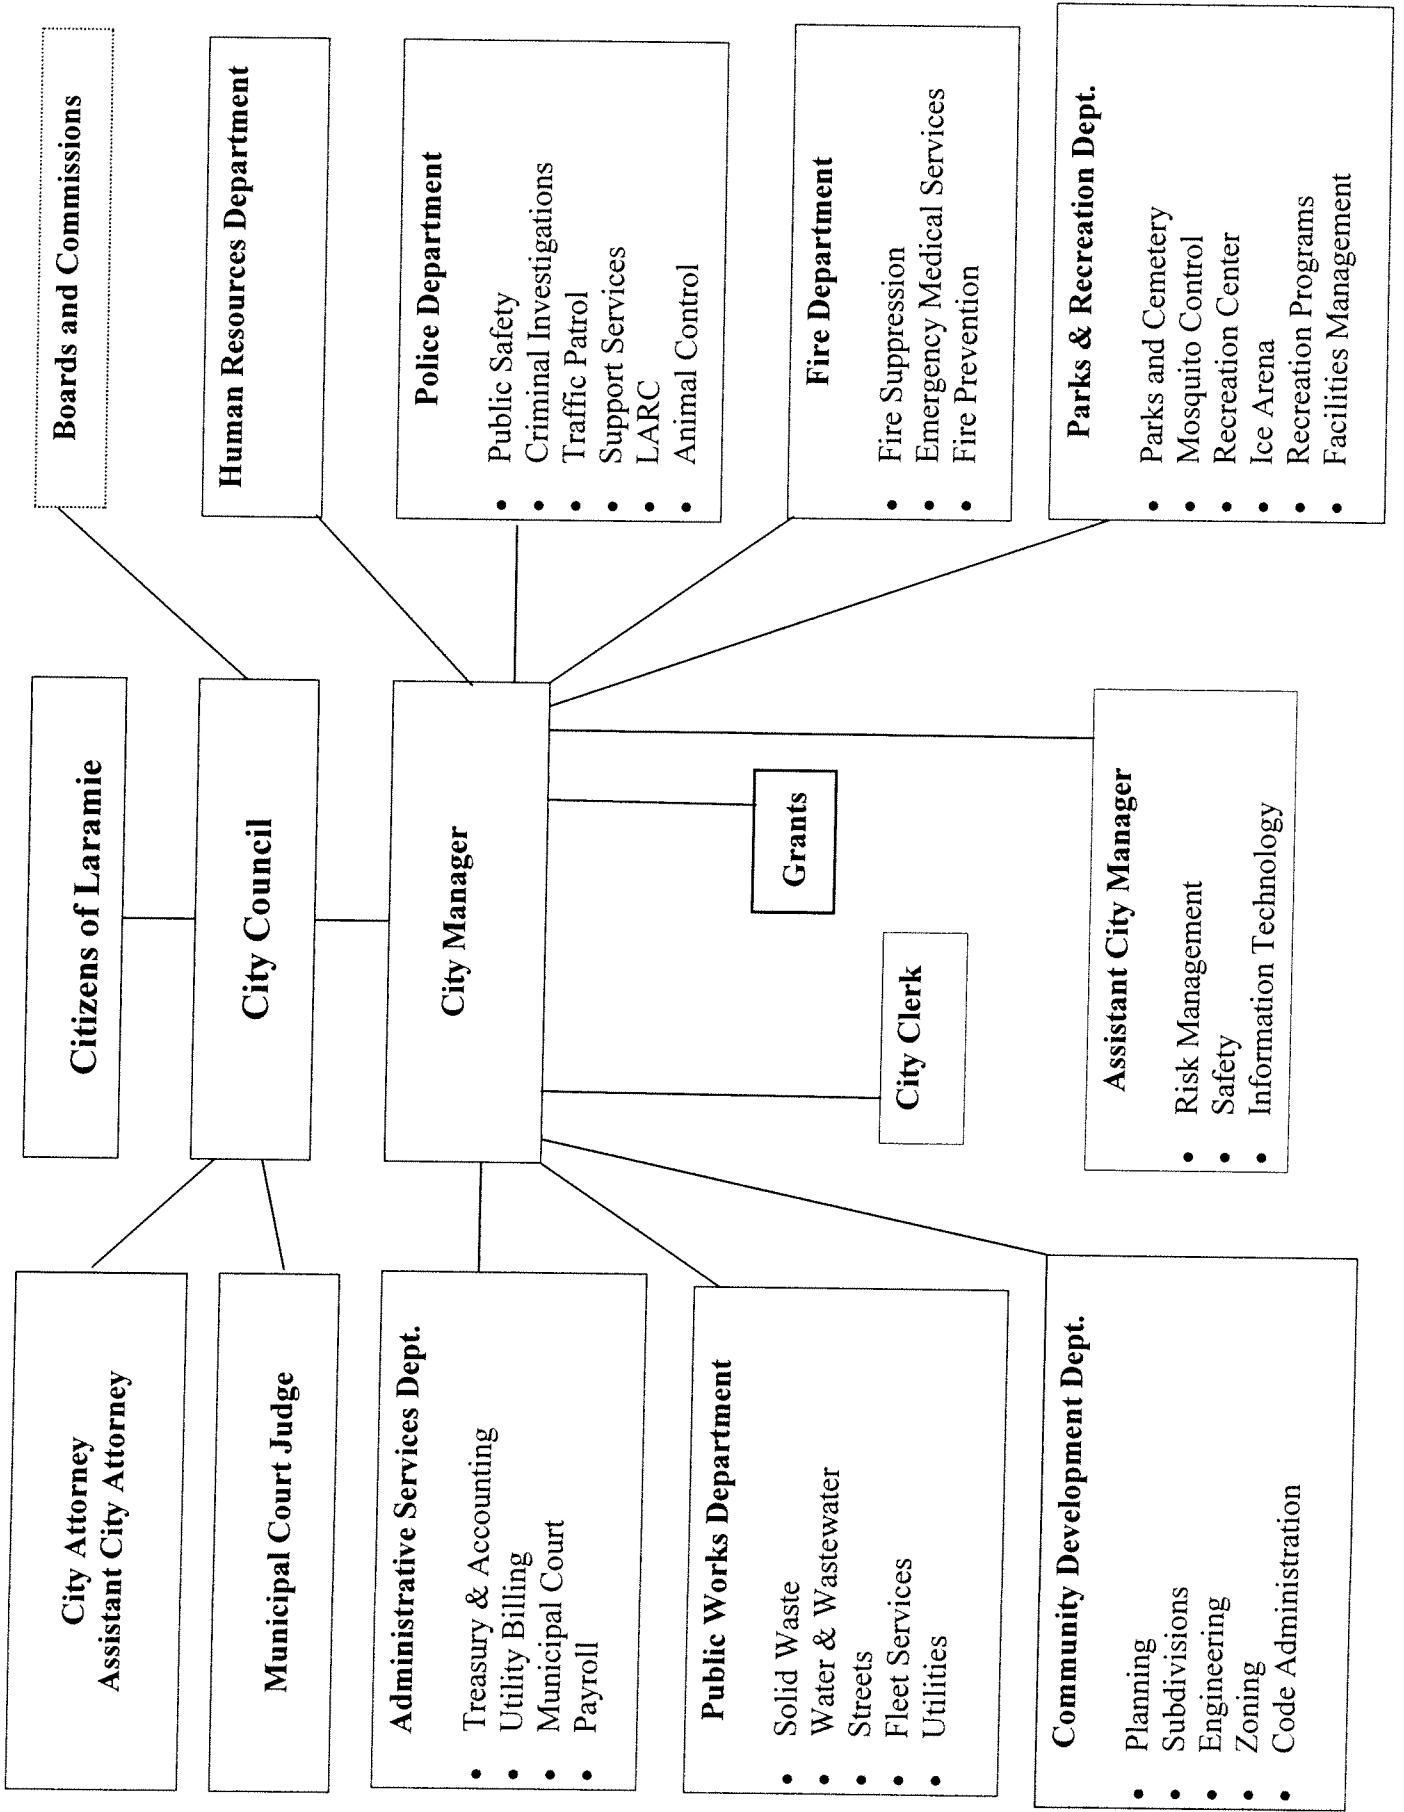 Citizens of Laramie
City Council
City Manager
City Attorney
Assistant City Attorney
Municipal Court Judge
Administrative Services Dept.
• Treasury & Accounting
• Utility Billing
• Municipal Court
• Payroll
Public Works Department
• Solid Waste
• Water & Wastewater
• Streets
• Fleet Services
• Utilities
Community Development Dept.
• Planning
• Subdivisions
• Engineering
• Zoning
• Code Administration
City Clerk
Grants
Assistant City Manager
• Risk Management
• Safety
• Information Technology
Boards and Commissions
Human Resources Department
Police Department
• Public Safety
• Criminal Investigations
• Traffic Patrol
• Support Services
• LARC
• Animal Control
Fire Department
• Fire Suppression
• Emergency Medical Services
• Fire Prevention
Parks & Recreation Dept.
• Parks and Cemetery
• Mosquito Control
• Recreation Center
• Ice Arena
• Recreation Programs
• Facilities Management